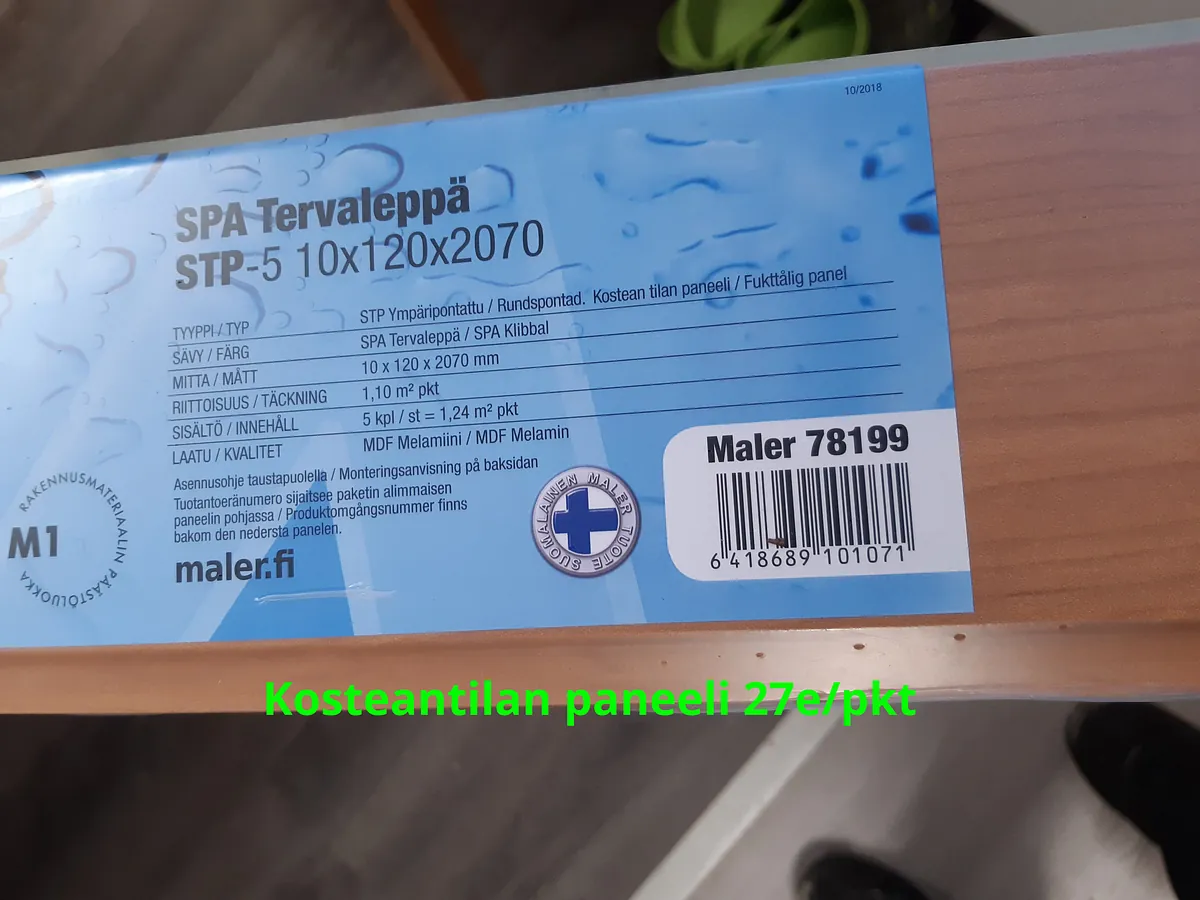 10/2018
SPA Tervaleppä
STP-5 10x120x2070
TYYPPI / TYP STP Ympäripontattu / Rundspontad. Kostean tilan paneeli / Fukttålig panel
SÄVY / FÄRG SPA Tervaleppä / SPA Klibbal
MITTA / MÅTT 10 x 120 x 2070 mm
RIITTOISUUS / TÄCKNING 1,10 m² pkt
SISÄLTÖ / INNEHÅLL 5 kpl / st = 1,24 m² pkt
LAATU / KVALITET MDF Melamiini / MDF Melamin
Asennusohje taustapuolella / Monteringsanvisning på baksidan
Tuotantoeränumero sijaitsee paketin alimmaisen
paneelin pohjassa / Produktomgångsnummer finns
bakom den nedersta panelen.
maler.fi
RAKENNUSMATERIAALIN PÄÄSTÖLUOKKA
M1
SUOMALAINEN MALER TUOTE
Maler 78199
6 418689 101071
Kosteantilan paneeli 27e/pkt